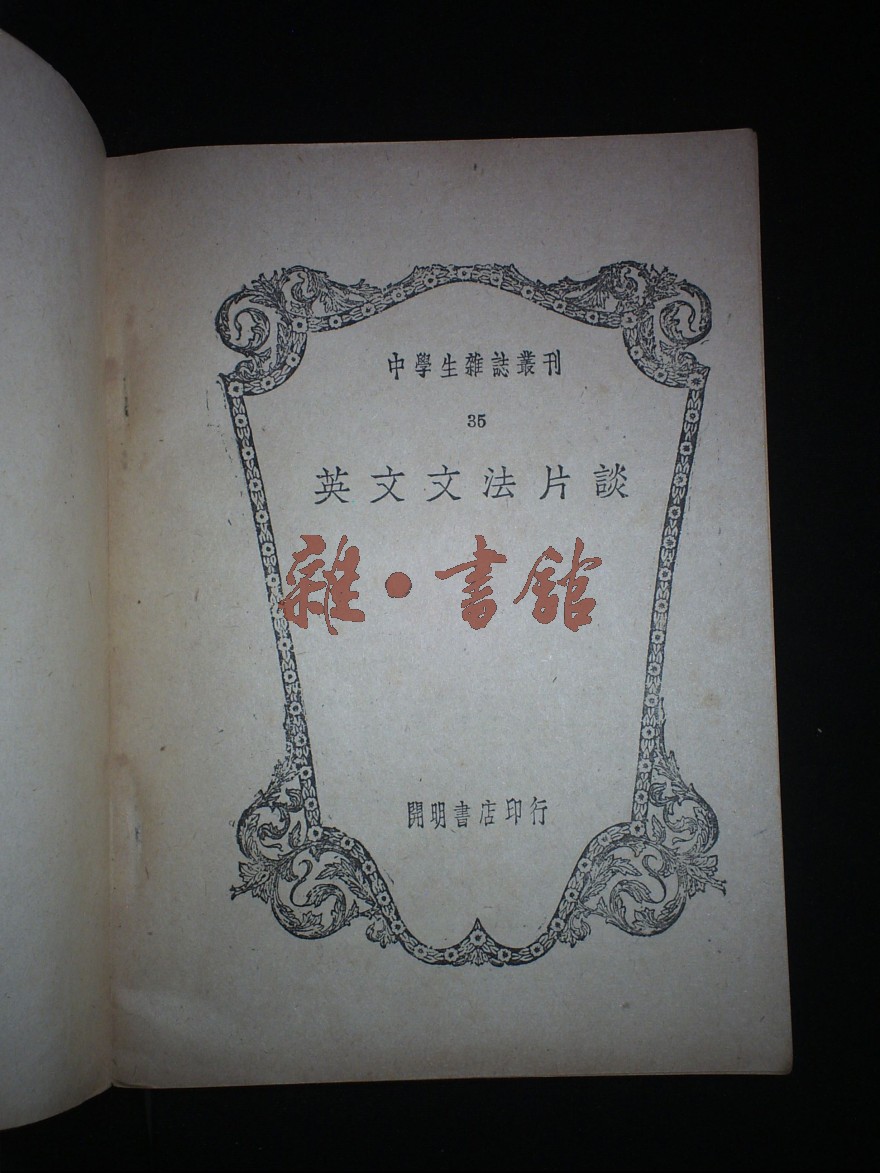 中學生雜誌叢刊
35
英文文法片談
雜·書館
開明書店印行